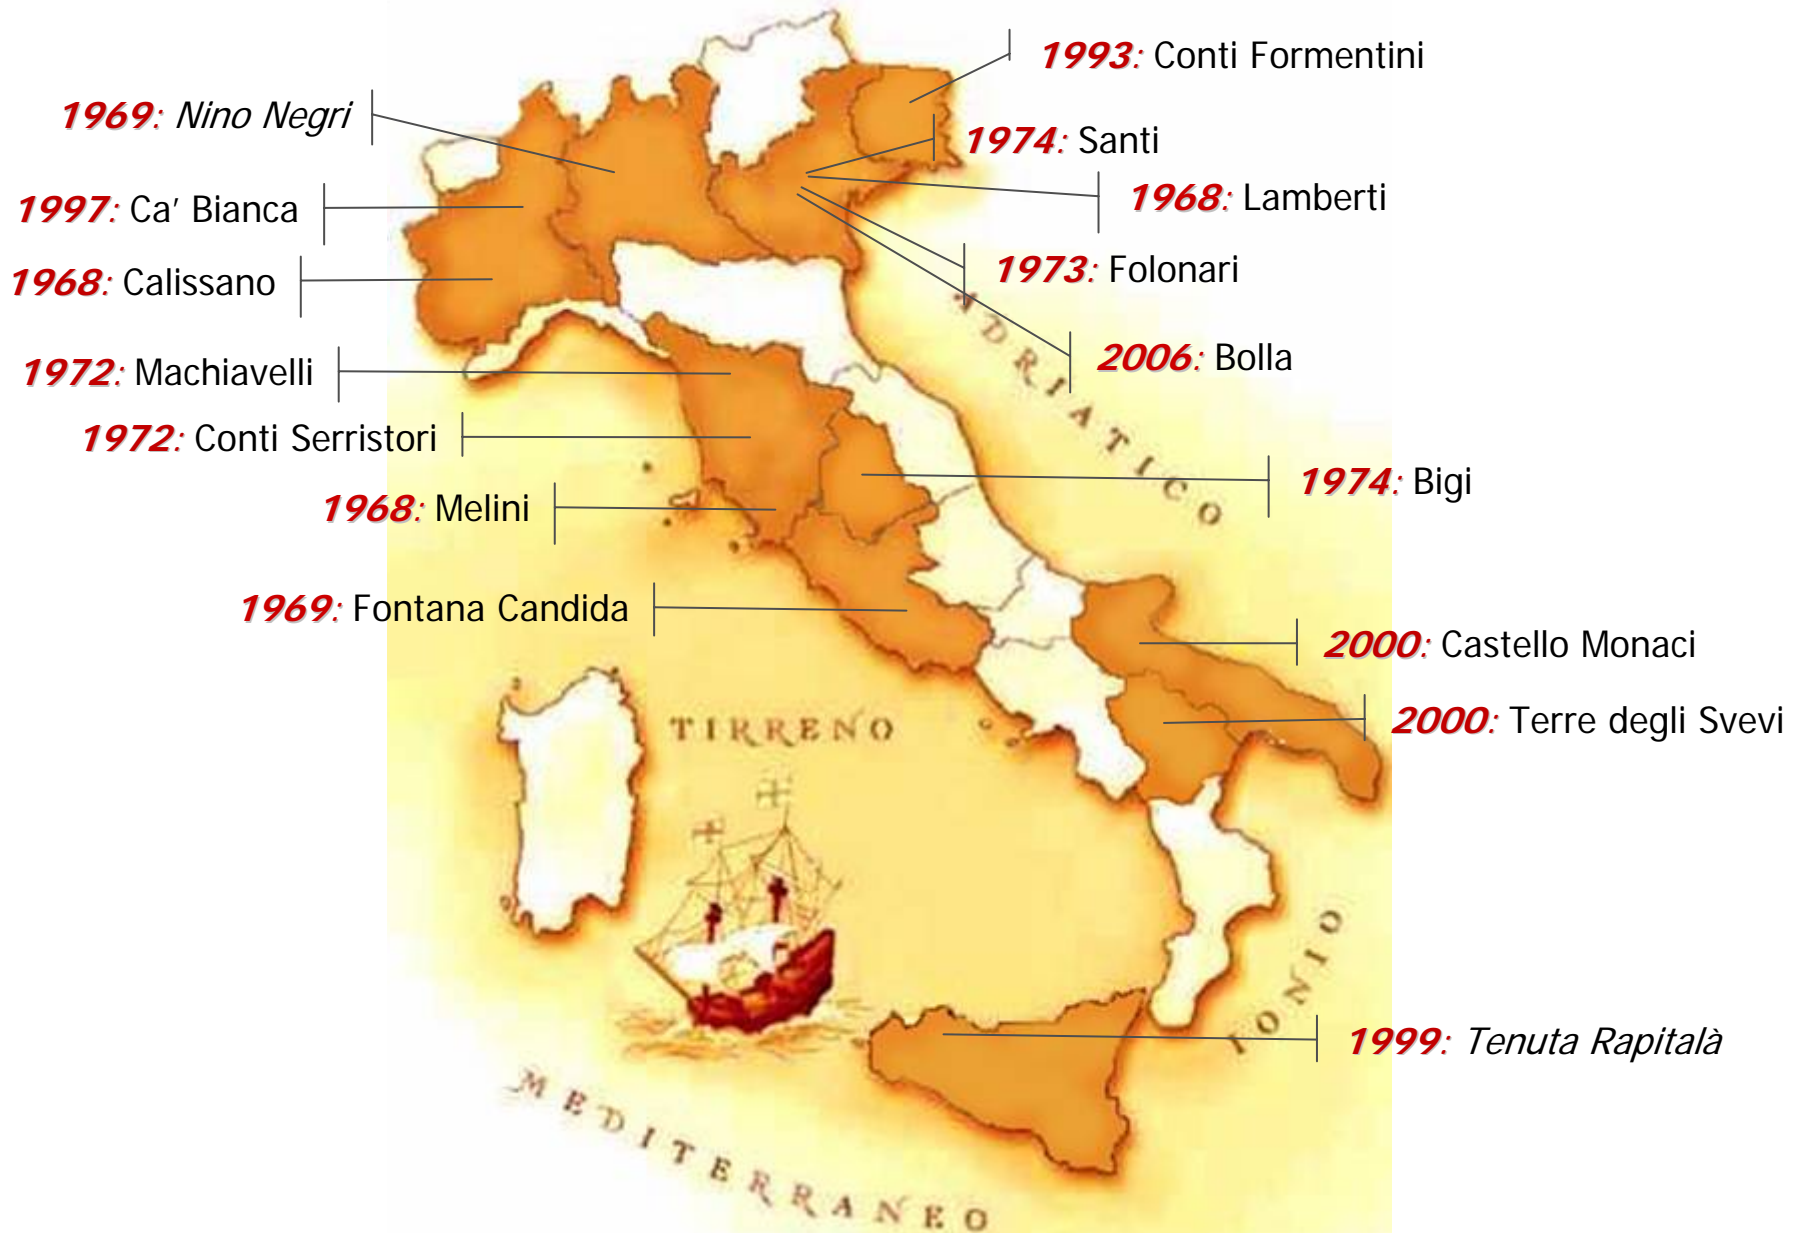 1993: Conti Formentini
1969: Nino Negri
1974: Santi
1997: Ca’ Bianca
1968: Lamberti
1968: Calissano
1973: Folonari
ADRIATICO
1972: Machiavelli
2006: Bolla
1972: Conti Serristori
1974: Bigi
1968: Melini
1969: Fontana Candida
2000: Castello Monaci
TIRRENO
2000: Terre degli Svevi
IONIO
1999: Tenuta Rapitalà
MEDITERRANEO